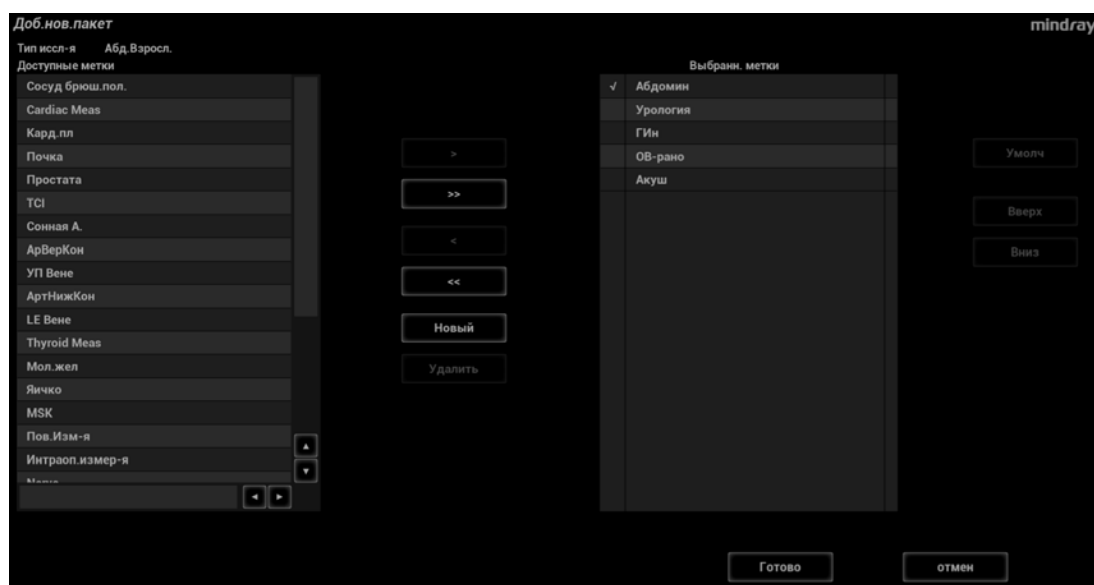 Доб.нов.пакет
mindray
Тип иссл-я Абд.Взросл.
Доступные метки
Выбранн. метки
Сосуд брюш.пол.
Cardiac Meas
Кард.пл
Почка
Простата
TCI
Сонная А.
АрВерКон
УП Вене
АртНижКон
LE Вене
Thyroid Meas
Мол.жел
Яичко
MSK
Пов.Изм-я
Интраоп.измер-я
>
>>
<
<<
Новый
Удалить
√ Абдомин
Урология
ГИн
ОВ-рано
Акуш
Умолч
Вверх
Вниз
Готово
отмен